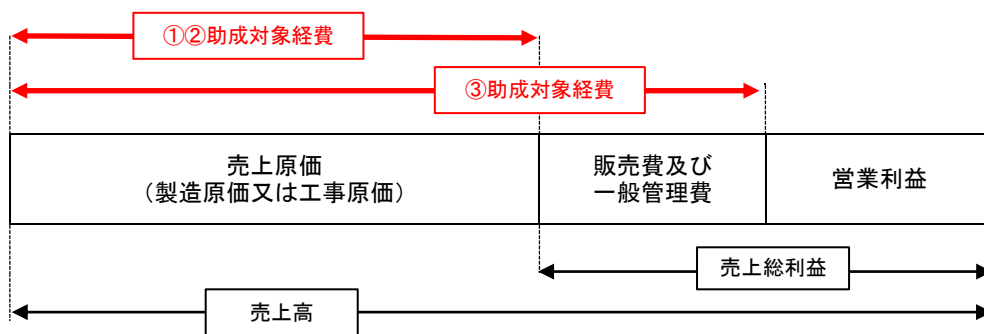 ①②助成対象経費
③助成対象経費
売上原価
（製造原価又は工事原価）
販売費及び
一般管理費
営業利益
売上総利益
売上高